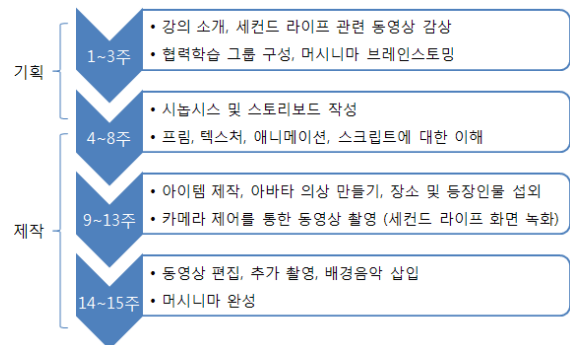 기획
1~3주
• 강의 소개, 세컨드 라이프 관련 동영상 감상
• 협력학습 그룹 구성, 머시니마 브레인스토밍
4~8주
• 시놉시스 및 스토리보드 작성
• 프림, 텍스처, 애니메이션, 스크립트에 대한 이해
제작
9~13주
• 아이템 제작, 아바타 의상 만들기, 장소 및 등장인물 섭외
• 카메라 제어를 통한 동영상 촬영 (세컨드 라이프 화면 녹화)
14~15주
• 동영상 편집, 추가 촬영, 배경음악 삽입
• 머시니마 완성